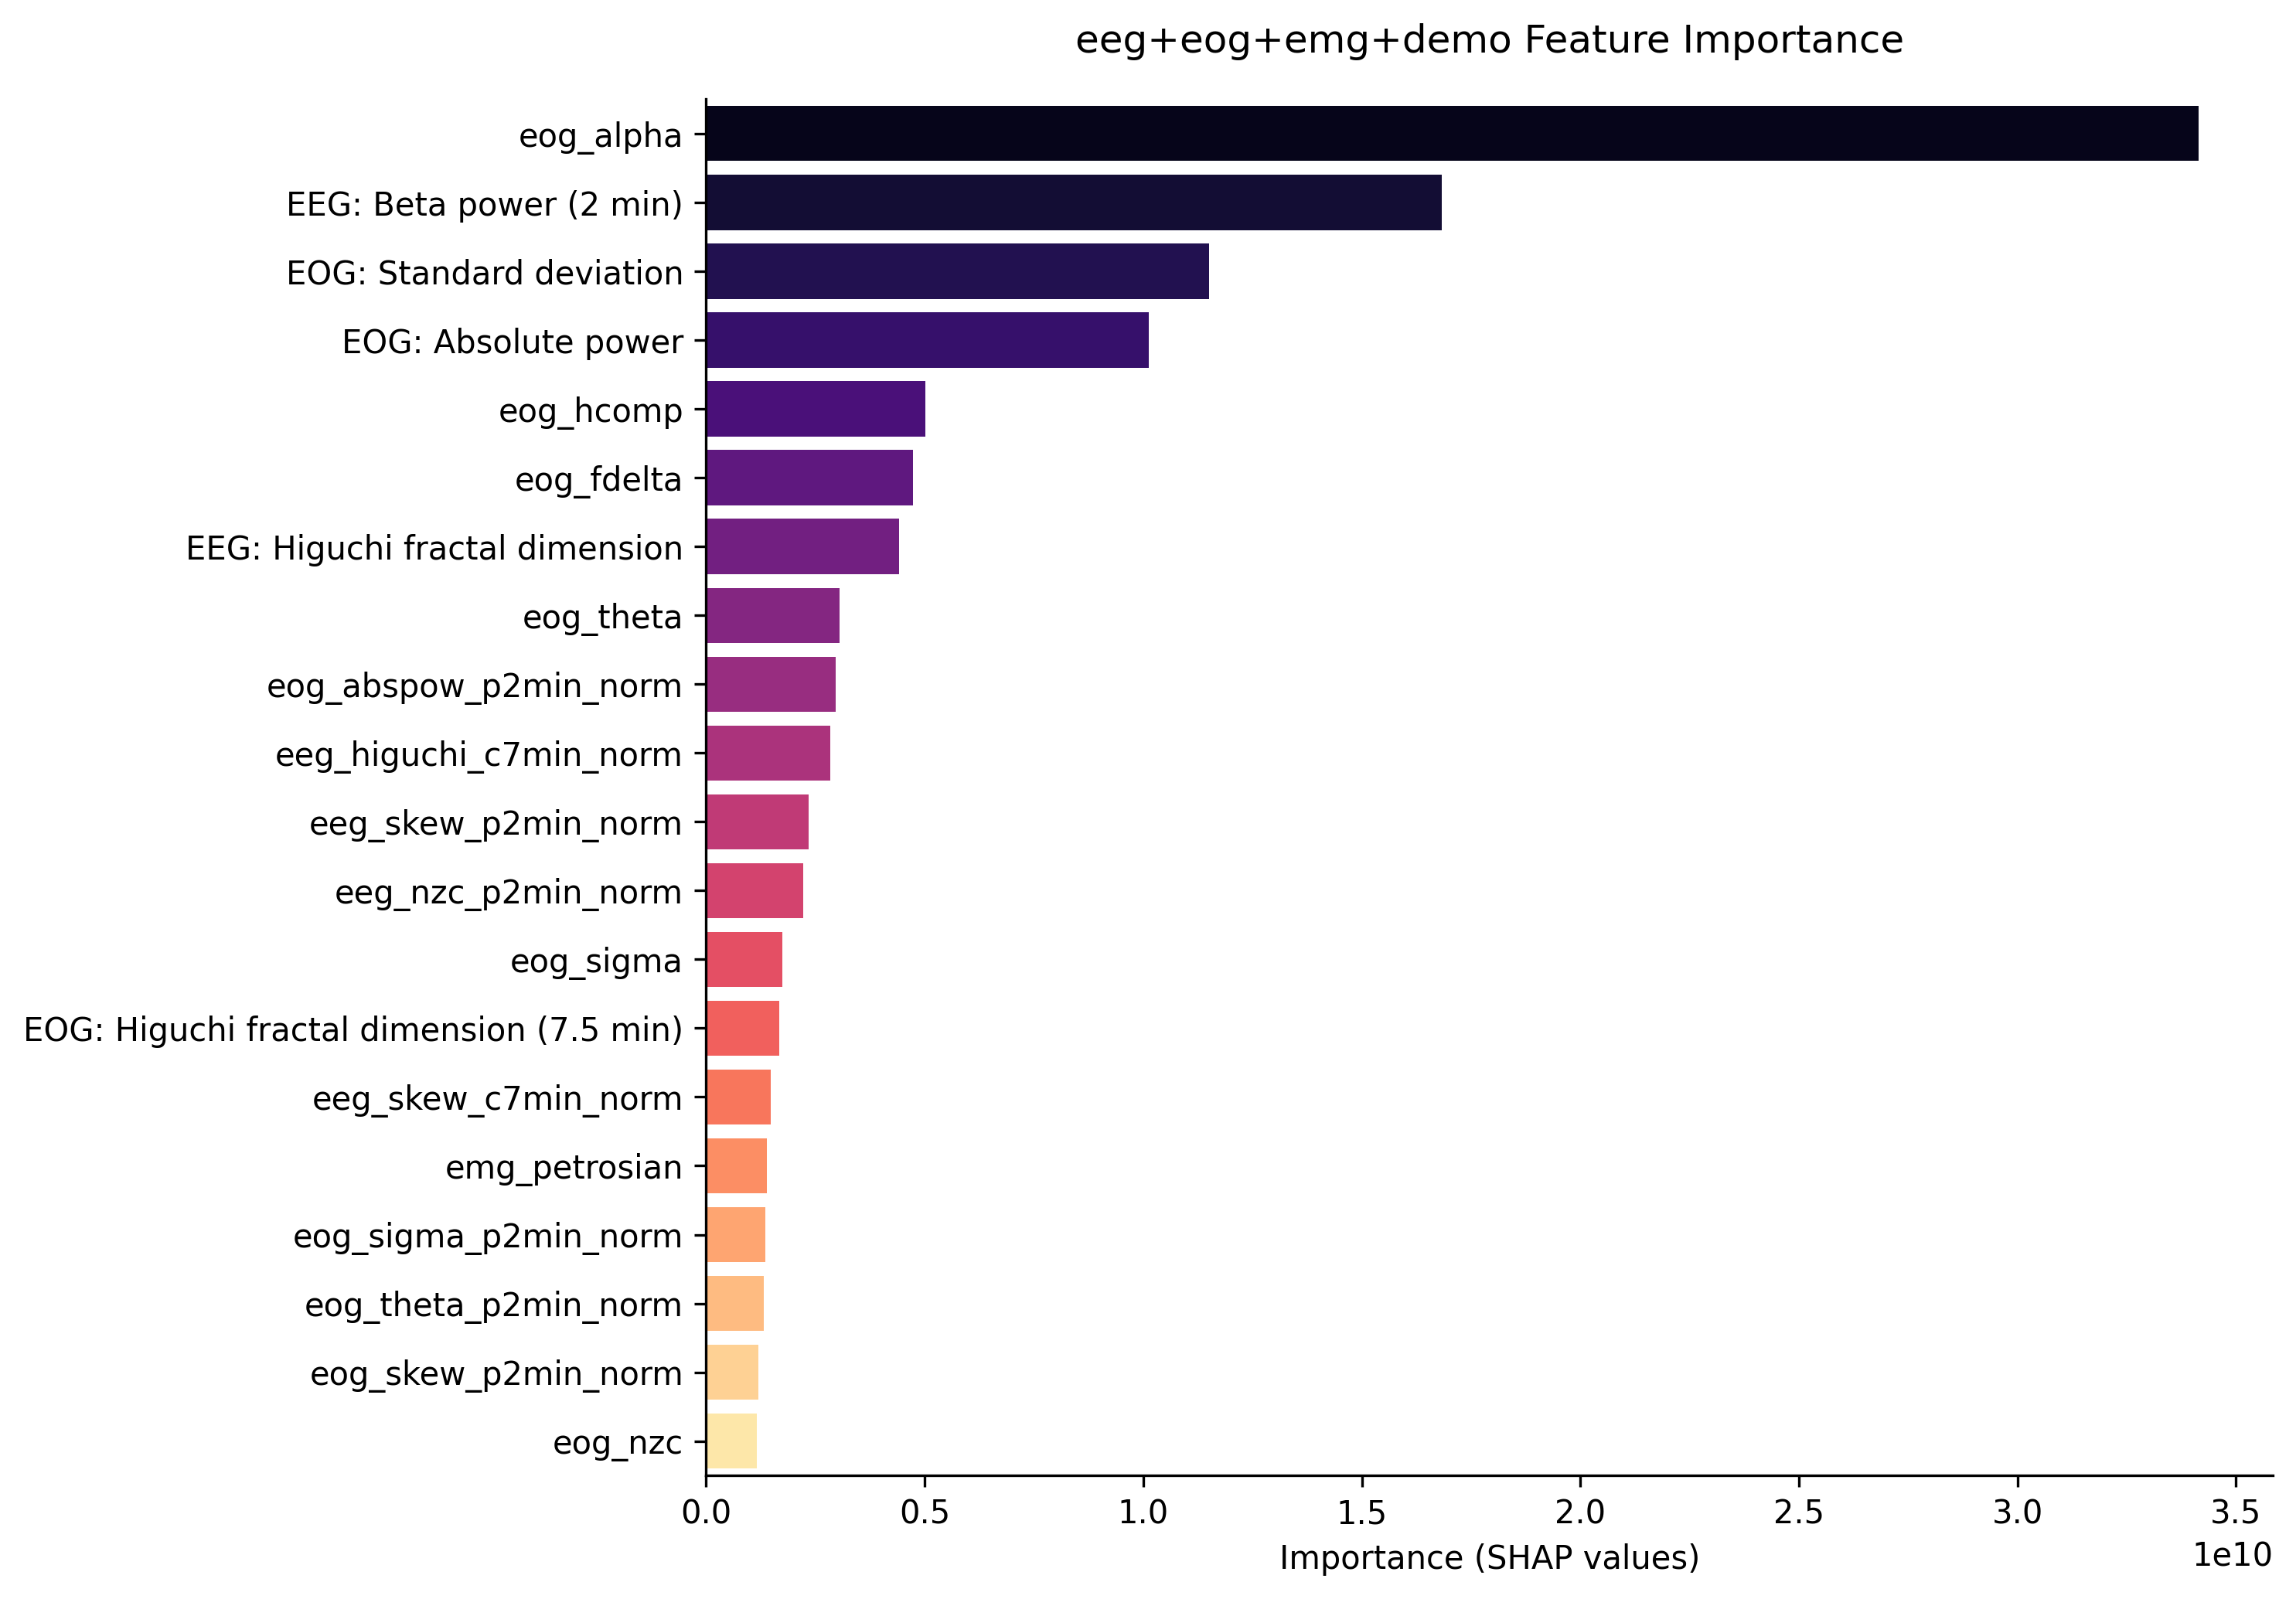 eeg+eog+emg+demo Feature Importance
eog_alpha
EEG: Beta power (2 min)
EOG: Standard deviation
EOG: Absolute power
eog_hcomp
eog_fdelta
EEG: Higuchi fractal dimension
eog_theta
eog_abspow_p2min_norm
eeg_higuchi_c7min_norm
eeg_skew_p2min_norm
eeg_nzc_p2min_norm
eog_sigma
EOG: Higuchi fractal dimension (7.5 min)
eeg_skew_c7min_norm
emg_petrosian
eog_sigma_p2min_norm
eog_theta_p2min_norm
eog_skew_p2min_norm
eog_nzc
0.0 0.5 1.0 1.5 2.0 2.5 3.0 3.5
Importance (SHAP values)
1e10